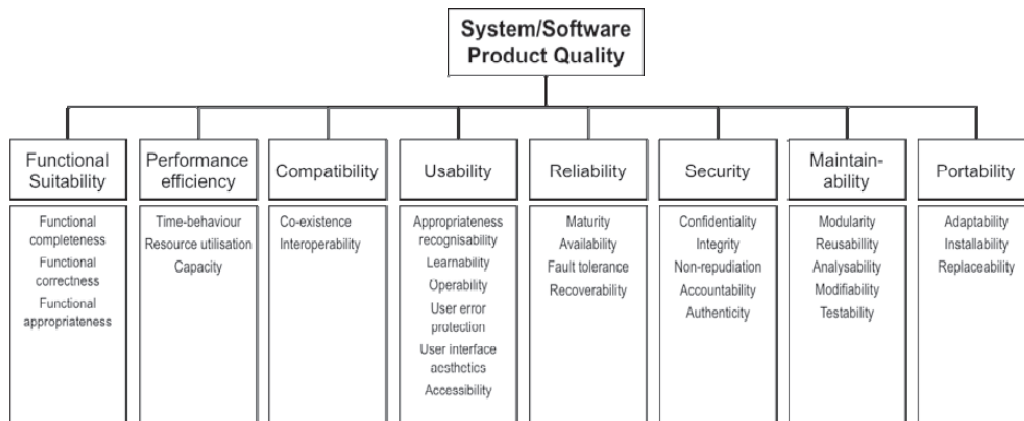 System/Software
Product Quality
Functional
Suitability
Performance
efficiency
Compatibility
Usability
Reliability
Security
Maintain-
ability
Portability
Functional
completeness
Functional
correctness
Functional
appropriateness
Time-behaviour
Resource utilisation
Capacity
Co-existence
Interoperability
Appropriateness
recognisability
Learnability
Operability
User error
protection
User interface
aesthetics
Accessibility
Maturity
Availability
Fault tolerance
Recoverability
Confidentiality
Integrity
Non-repudiation
Accountability
Authenticity
Modularity
Reusabillity
Analysability
Modifiability
Testability
Adaptability
Installability
Replaceability